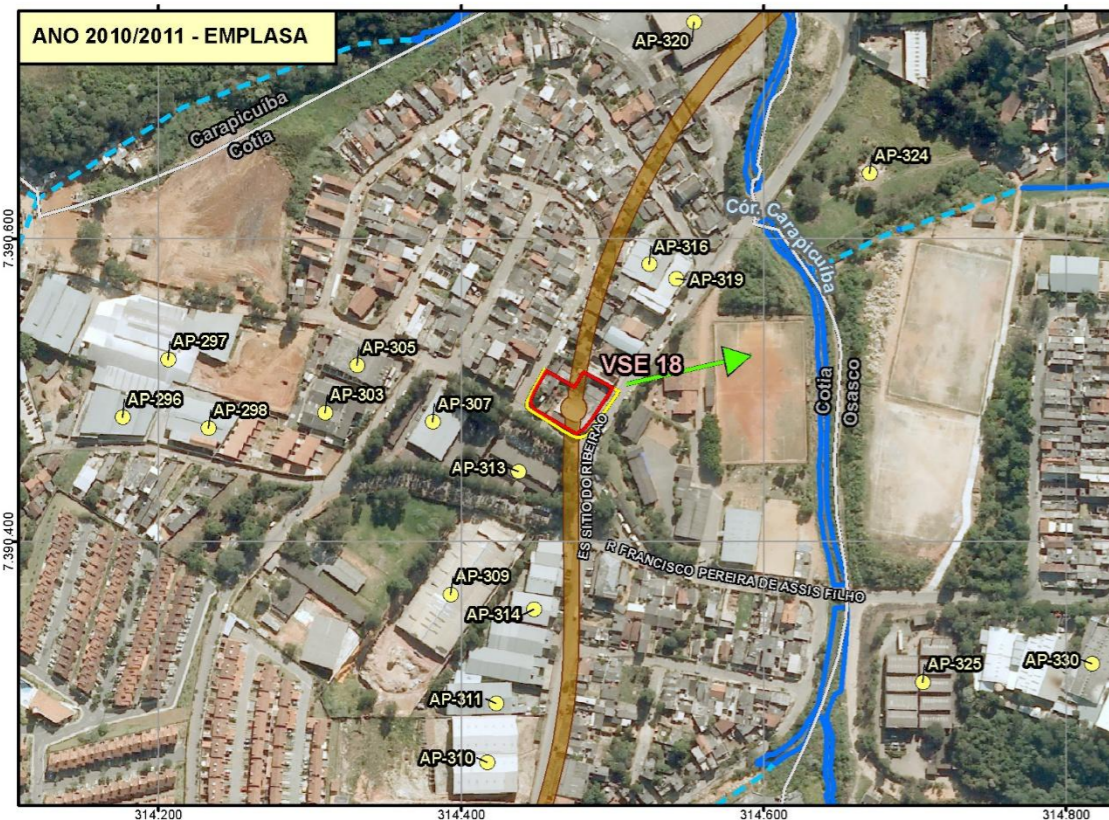 ANO 2010/2011 - EMPLASA
AP-320
Carapicuíba
Cotia
AP-324
Cór. Carapicuíba
7.390.600
AP-316
AP-319
AP-297
AP-305
VSE 18
AP-296
AP-298
AP-303
AP-307
Cotia
Osasco
AP-313
ES SITIO DO RIBEIRAO
7.390.400
R FRANCISCO PEREIRA DE ASSIS FILHO
AP-309
AP-314
AP-325
AP-330
AP-311
AP-310
314.200
314.400
314.600
314.800